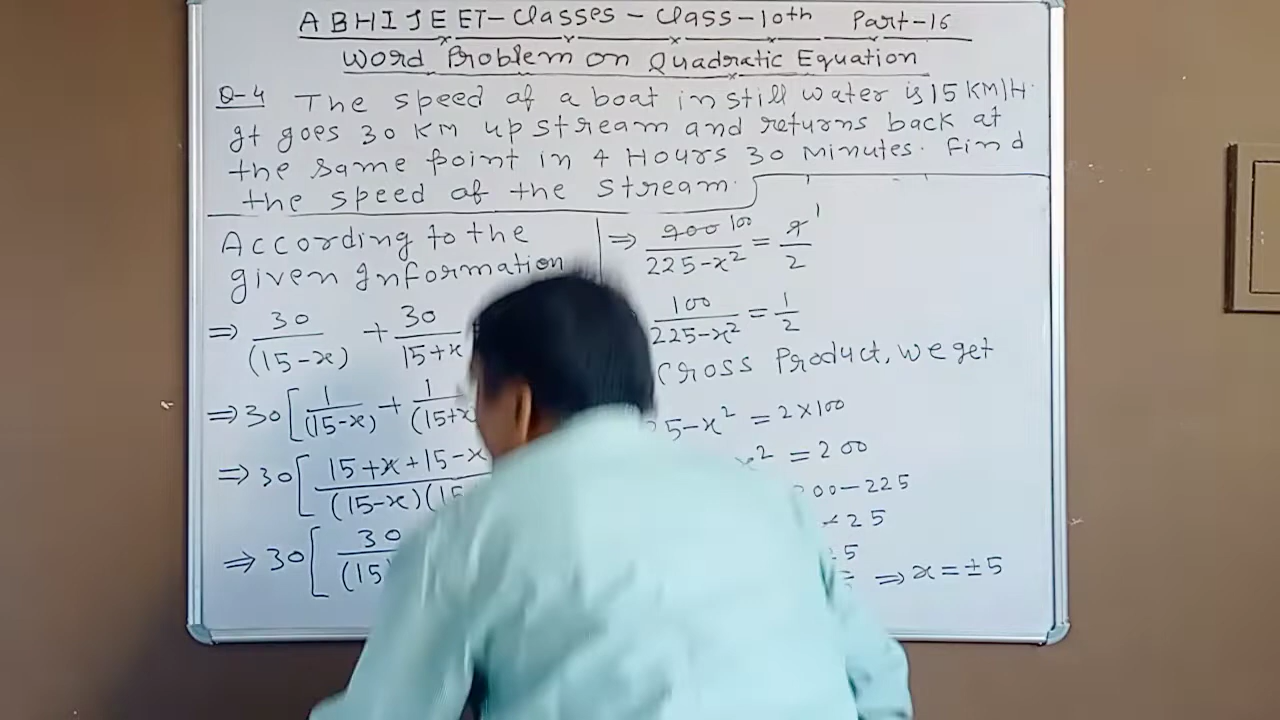 ABHIJEET-Classes-Class-10th Part-16
Word Problem on Quadratic Equation
Q-4 The speed of a boat in still water is 15 KM/H.
It goes 30 KM upstream and returns back at
the same point in 4 Hours 30 Minutes. Find
the speed of the stream.
According to the
given Information
⇒ 30/(15-x) + 30/15+x
⇒ 30[1/(15-x) + 1/(15+x
⇒ 30[15+x+15-x/(15-x)(15
⇒ 30[30/(15
⇒ 900 100/225-x² = 9 1/2
100/225-x² = 1/2
Cross Product, we get
5-x² = 2×100
x² = 200
00-225
25
5
⇒ x = ±5